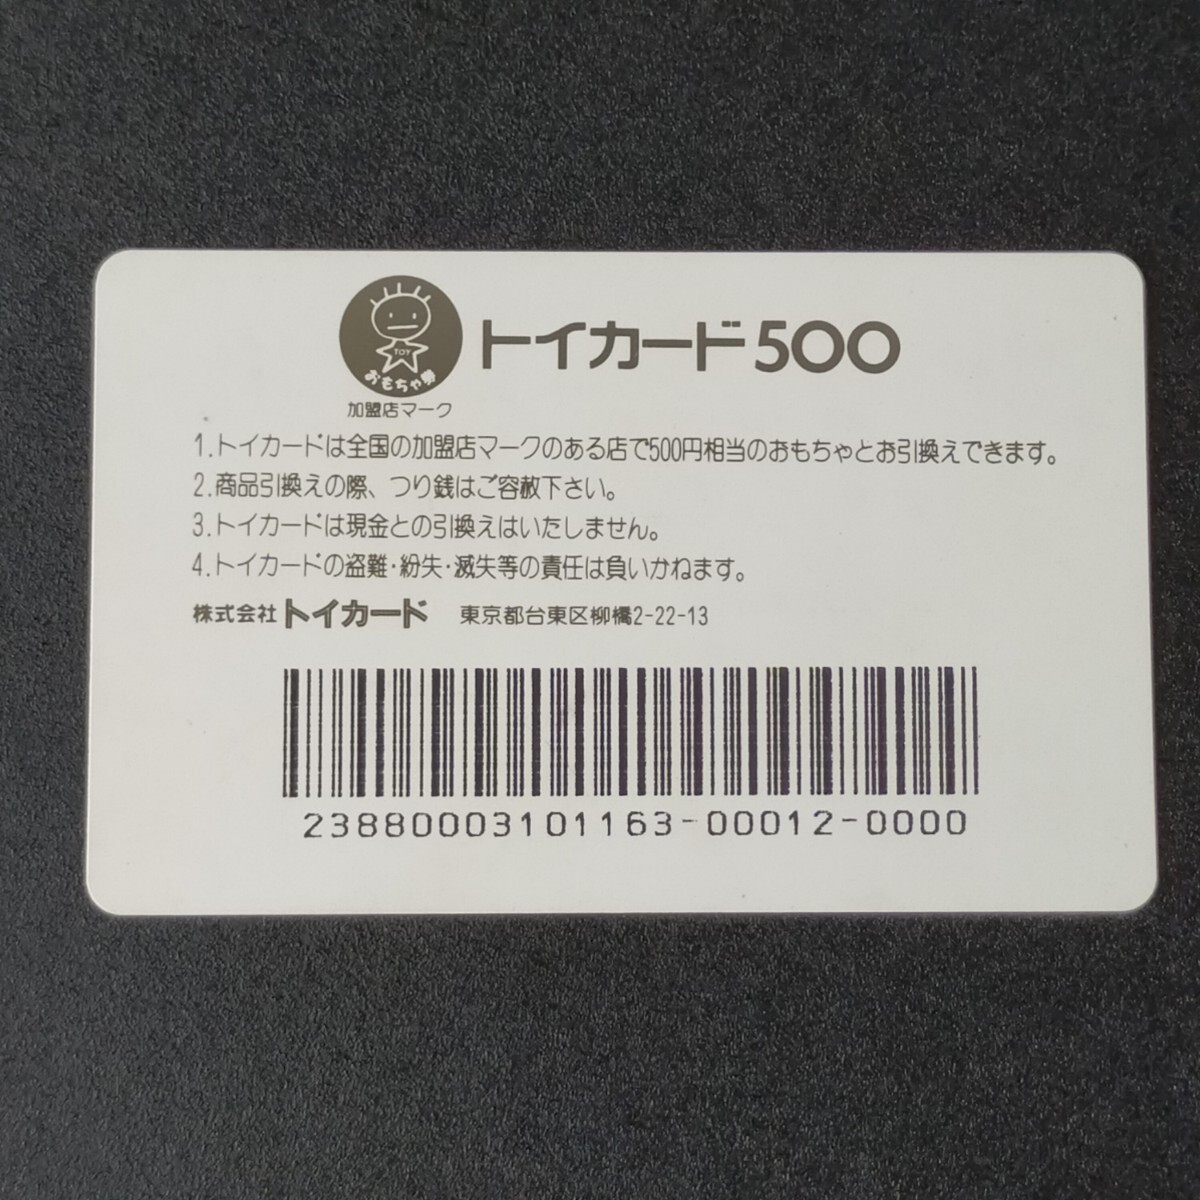 TOY
おもちゃ券
トイカード500
加盟店マーク
1.トイカードは全国の加盟店マークのある店で500円相当のおもちゃとお引換えできます。
2.商品引換えの際、つり銭はご容赦下さい。
3.トイカードは現金との引換えはいたしません。
4.トイカードの盗難・紛失・滅失等の責任は負いかねます。
株式会社トイカード 東京都台東区柳橋2-22-13
23880003101163-00012-0000